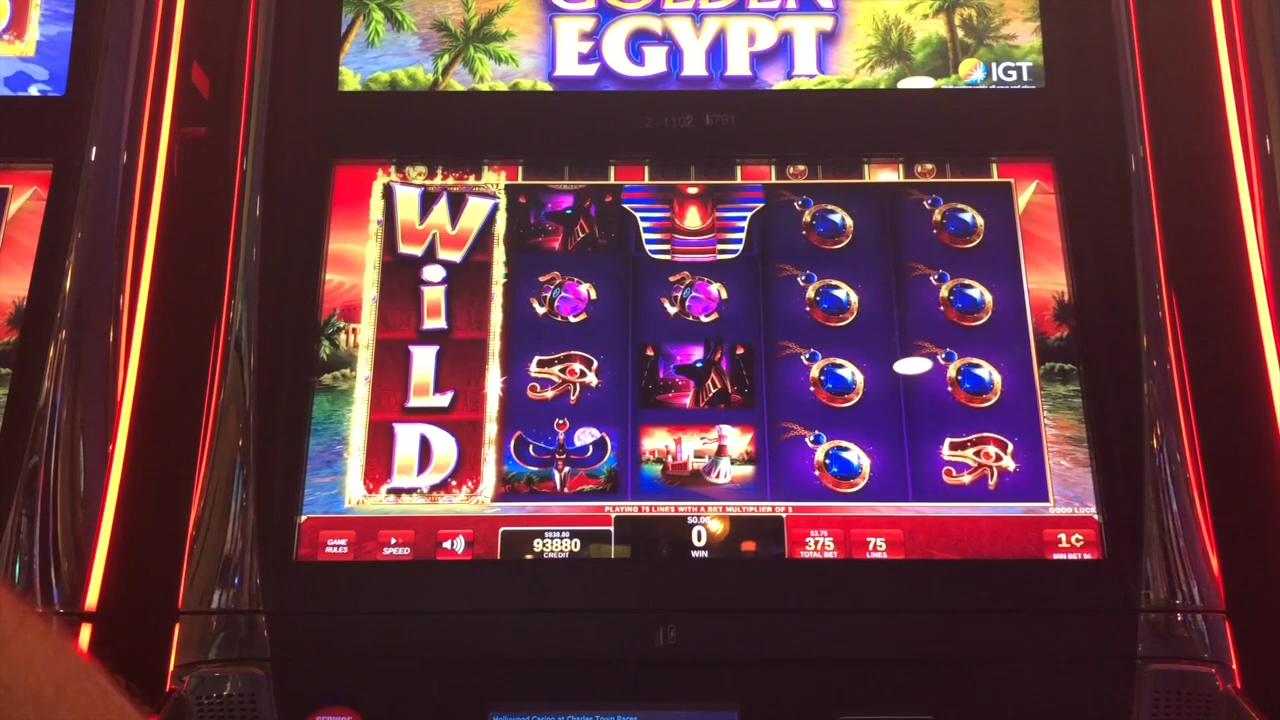 GOLDEN
EGYPT
IGT
WiLD
PLAYING 75 LINES WITH A BET MULTIPLIER OF 5
GOOD LUCK
GAME RULES
SPEED
$938.80
93880
CREDIT
$0.00
0
WIN
$3.75
375
TOTAL BET
75
LINES
1¢
MIN BET 5¢
Hollywood Casino at Charles Town Races